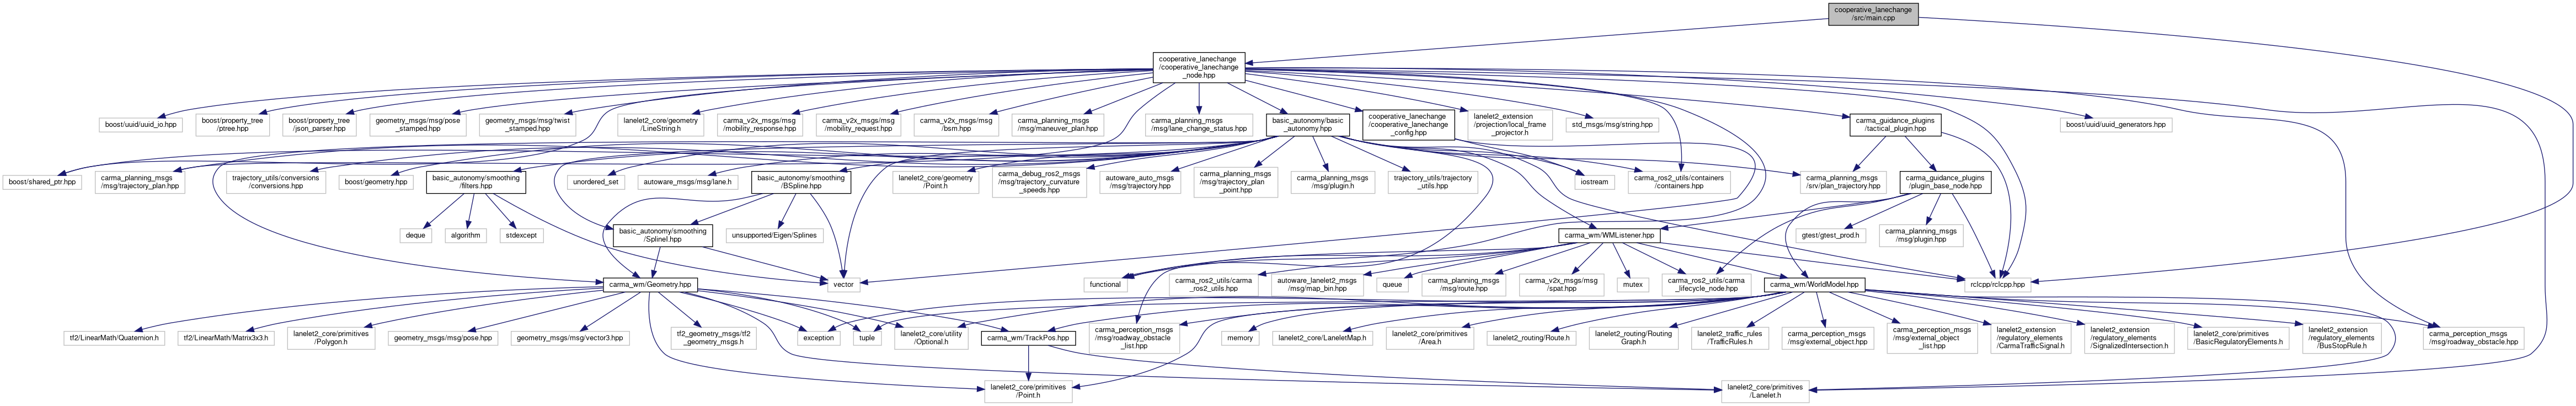 cooperative_lanechange
/src/main.cpp
cooperative_lanechange
/cooperative_lanechange
_node.hpp
boost/uuid/uuid_io.hpp
boost/property_tree
/ptree.hpp
boost/property_tree
/json_parser.hpp
geometry_msgs/msg/pose
_stamped.hpp
geometry_msgs/msg/twist
_stamped.hpp
lanelet2_core/geometry
/LineString.h
carma_v2x_msgs/msg
/mobility_response.hpp
carma_v2x_msgs/msg
/mobility_request.hpp
carma_v2x_msgs/msg
/bsm.hpp
carma_planning_msgs
/msg/maneuver_plan.hpp
carma_planning_msgs
/msg/lane_change_status.hpp
basic_autonomy/basic
_autonomy.hpp
cooperative_lanechange
/cooperative_lanechange
_config.hpp
lanelet2_extension
/projection/local_frame
_projector.h
std_msgs/msg/string.hpp
carma_guidance_plugins
/tactical_plugin.hpp
boost/uuid/uuid_generators.hpp
boost/shared_ptr.hpp
carma_planning_msgs
/msg/trajectory_plan.hpp
trajectory_utils/conversions
/conversions.hpp
boost/geometry.hpp
basic_autonomy/smoothing
/filters.hpp
unordered_set
autoware_msgs/msg/lane.h
basic_autonomy/smoothing
/BSpline.hpp
lanelet2_core/geometry
/Point.h
carma_debug_ros2_msgs
/msg/trajectory_curvature
_speeds.hpp
autoware_auto_msgs
/msg/trajectory.hpp
carma_planning_msgs
/msg/trajectory_plan
_point.hpp
carma_planning_msgs
/msg/plugin.h
trajectory_utils/trajectory
_utils.hpp
iostream
carma_ros2_utils/containers
/containers.hpp
carma_planning_msgs
/srv/plan_trajectory.hpp
carma_guidance_plugins
/plugin_base_node.hpp
deque
algorithm
stdexcept
basic_autonomy/smoothing
/SplineI.hpp
unsupported/Eigen/Splines
carma_wm/WMListener.hpp
gtest/gtest_prod.h
carma_planning_msgs
/msg/plugin.hpp
carma_wm/Geometry.hpp
vector
functional
carma_ros2_utils/carma
_ros2_utils.hpp
autoware_lanelet2_msgs
/msg/map_bin.hpp
queue
carma_planning_msgs
/msg/route.hpp
carma_v2x_msgs/msg
/spat.hpp
mutex
carma_ros2_utils/carma
_lifecycle_node.hpp
carma_wm/WorldModel.hpp
rclcpp/rclcpp.hpp
tf2/LinearMath/Quaternion.h
tf2/LinearMath/Matrix3x3.h
lanelet2_core/primitives
/Polygon.h
geometry_msgs/msg/pose.hpp
geometry_msgs/msg/vector3.hpp
tf2_geometry_msgs/tf2
_geometry_msgs.h
exception
tuple
lanelet2_core/utility
/Optional.h
carma_wm/TrackPos.hpp
carma_perception_msgs
/msg/roadway_obstacle
_list.hpp
memory
lanelet2_core/LaneletMap.h
lanelet2_core/primitives
/Area.h
lanelet2_routing/Route.h
lanelet2_routing/Routing
Graph.h
lanelet2_traffic_rules
/TrafficRules.h
carma_perception_msgs
/msg/external_object.hpp
carma_perception_msgs
/msg/external_object
_list.hpp
lanelet2_extension
/regulatory_elements
/CarmaTrafficSignal.h
lanelet2_extension
/regulatory_elements
/SignalizedIntersection.h
lanelet2_core/primitives
/BasicRegulatoryElements.h
lanelet2_extension
/regulatory_elements
/BusStopRule.h
carma_perception_msgs
/msg/roadway_obstacle.hpp
lanelet2_core/primitives
/Point.h
lanelet2_core/primitives
/Lanelet.h